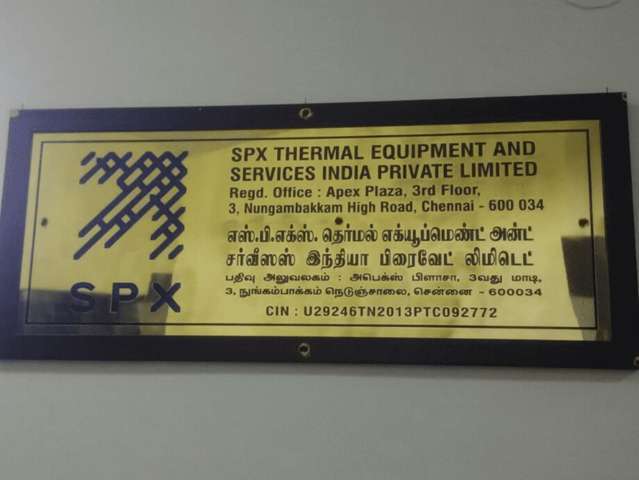 SPX
SPX THERMAL EQUIPMENT AND
SERVICES INDIA PRIVATE LIMITED
Regd. Office : Apex Plaza, 3rd Floor,
3, Nungambakkam High Road, Chennai - 600 034
எஸ்.பி.எக்ஸ். தெர்மல் எக்யூப்மெண்ட் அன்ட்
சர்வீஸஸ் இந்தியா பிரைவேட் லிமிடெட்
பதிவு அலுவலகம் : அபெக்ஸ் பிளாசா, 3வது மாடி,
3, நுங்கம்பாக்கம் நெடுஞ்சாலை, சென்னை - 600034
CIN : U29246TN2013PTC092772